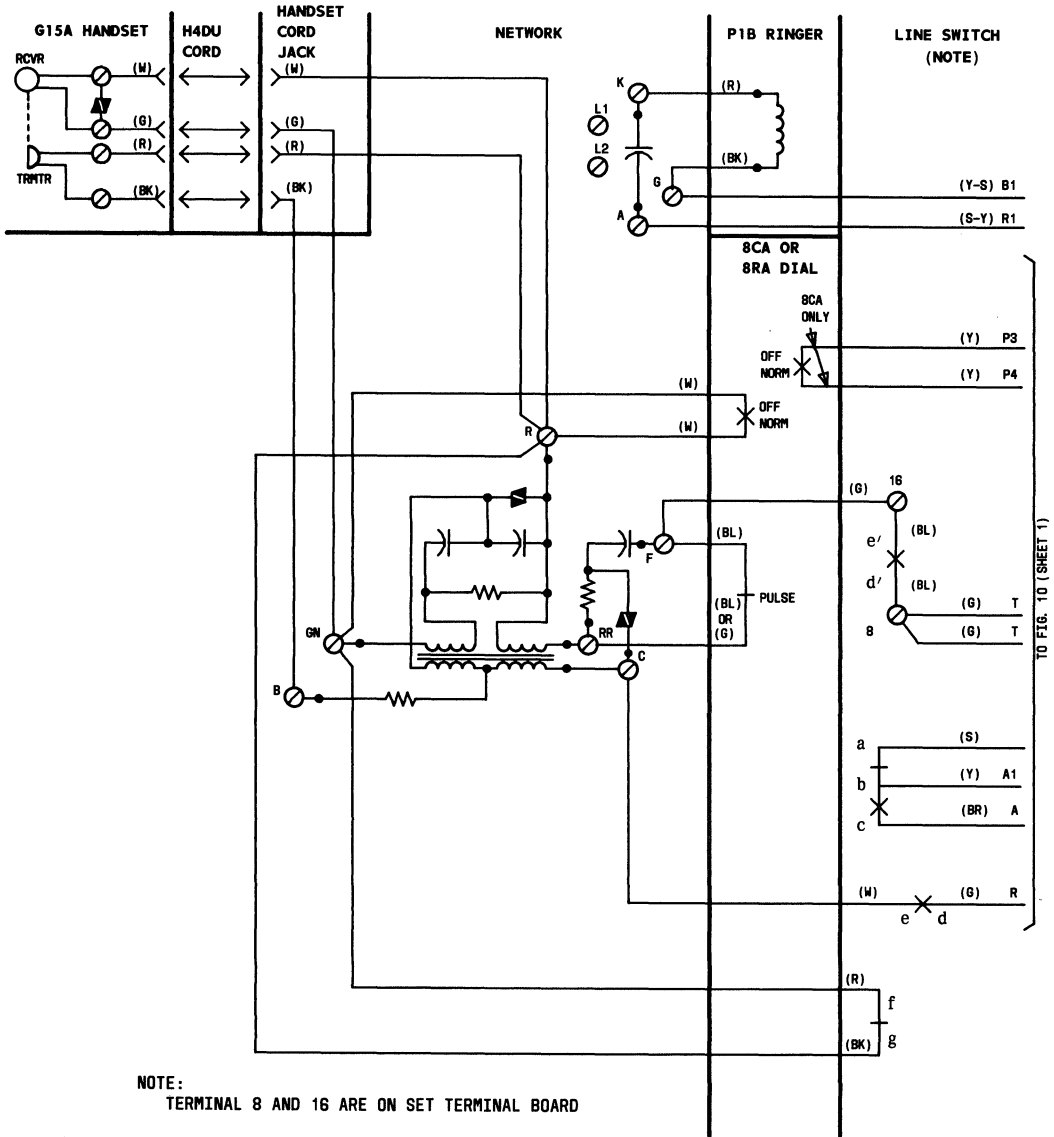 G15A HANDSET
H4DU
CORD
HANDSET
CORD
JACK
NETWORK
P1B RINGER
LINE SWITCH
(NOTE)
RCVR
(W)
(W)
(G)
(G)
(R)
(R)
TRMTR
(BK)
(BK)
K
L1
L2
G
A
(R)
(BK)
(Y-S) B1
(S-Y) R1
8CA OR
8RA DIAL
8CA
ONLY
OFF
NORM
(Y) P3
(Y) P4
(W)
OFF
NORM
(W)
R
(G)
16
(BL)
e'
d'
(BL)
8
(G) T
(G) T
F
(BL)
PULSE
(BL)
OR
(G)
GN
RR
C
B
a
(S)
b
(Y) A1
c
(BR) A
(W)
(G) R
e
d
(R)
f
g
(BK)
TO FIG. 10 (SHEET 1)
NOTE:
TERMINAL 8 AND 16 ARE ON SET TERMINAL BOARD